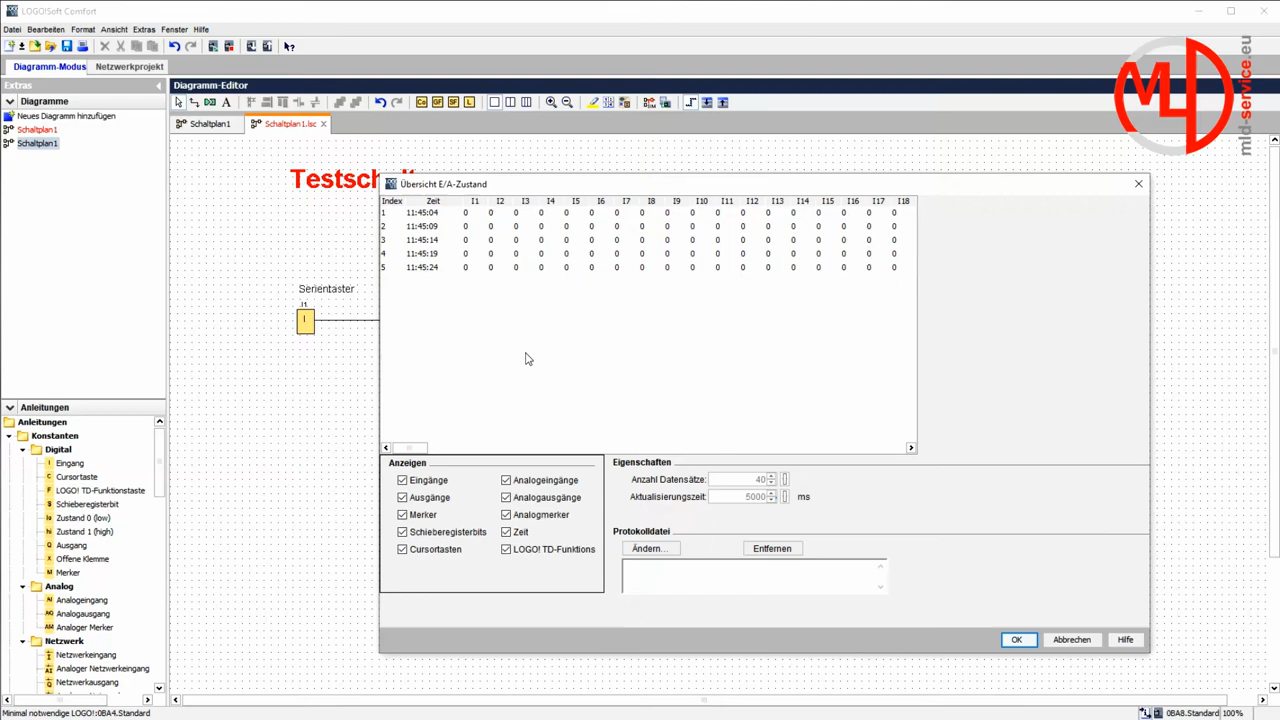 LOGO!Soft Comfort
Datei Bearbeiten Format Ansicht Extras Fenster Hilfe
Diagramm-Modus Netzwerkprojekt
Extras
Diagramm-Editor
Diagramme
Neues Diagramm hinzufügen
Schaltplan1
Schaltplan1
Schaltplan1
Schaltplan1.lsc
Co GF SF L
mld-service.eu
Testschalt
Serientaster
I1
I
Übersicht E/A-Zustand
Index Zeit I1 I2 I3 I4 I5 I6 I7 I8 I9 I10 I11 I12 I13 I14 I15 I16 I17 I18
1 11:45:04 0 0 0 0 0 0 0 0 0 0 0 0 0 0 0 0 0 0
2 11:45:09 0 0 0 0 0 0 0 0 0 0 0 0 0 0 0 0 0 0
3 11:45:14 0 0 0 0 0 0 0 0 0 0 0 0 0 0 0 0 0 0
4 11:45:19 0 0 0 0 0 0 0 0 0 0 0 0 0 0 0 0 0 0
5 11:45:24 0 0 0 0 0 0 0 0 0 0 0 0 0 0 0 0 0 0
Anzeigen
Eingänge Analogeingänge
Ausgänge Analogausgänge
Merker Analogmerker
Schieberegisterbits Zeit
Cursortasten LOGO! TD-Funktions
Eigenschaften
Anzahl Datensätze: 40
Aktualisierungszeit: 5000 ms
Protokolldatei
Ändern... Entfernen
OK Abbrechen Hilfe
Anleitungen
Anleitungen
Konstanten
Digital
Eingang
Cursortaste
LOGO! TD-Funktionstaste
Schieberegisterbit
Zustand 0 (low)
Zustand 1 (high)
Ausgang
Offene Klemme
Merker
Analog
Analogeingang
Analogausgang
Analoger Merker
Netzwerk
Netzwerkeingang
Analoger Netzwerkeingang
Netzwerkausgang
Minimal notwendige LOGO!:0BA4.Standard
0BA8.Standard 100%